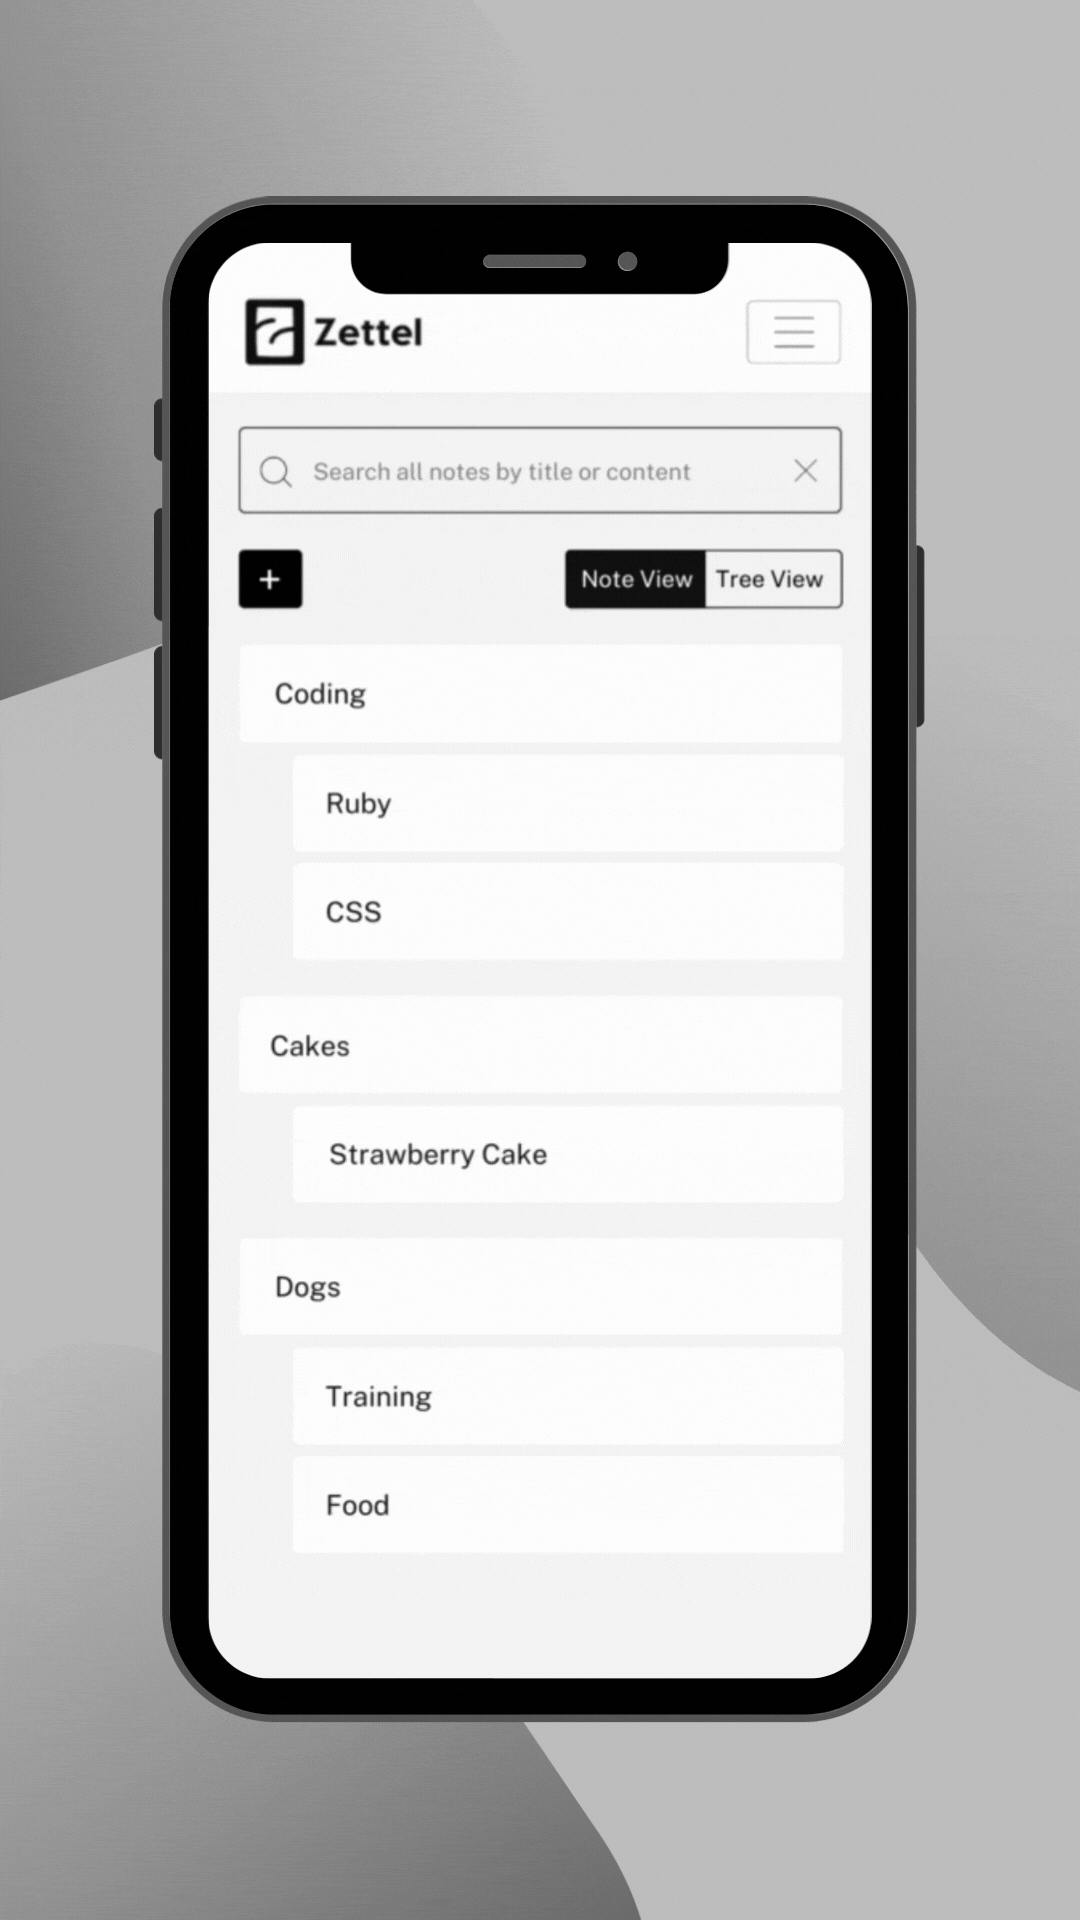 Zettel
Search all notes by title or content
+
Note View Tree View
Coding
Ruby
CSS
Cakes
Strawberry Cake
Dogs
Training
Food